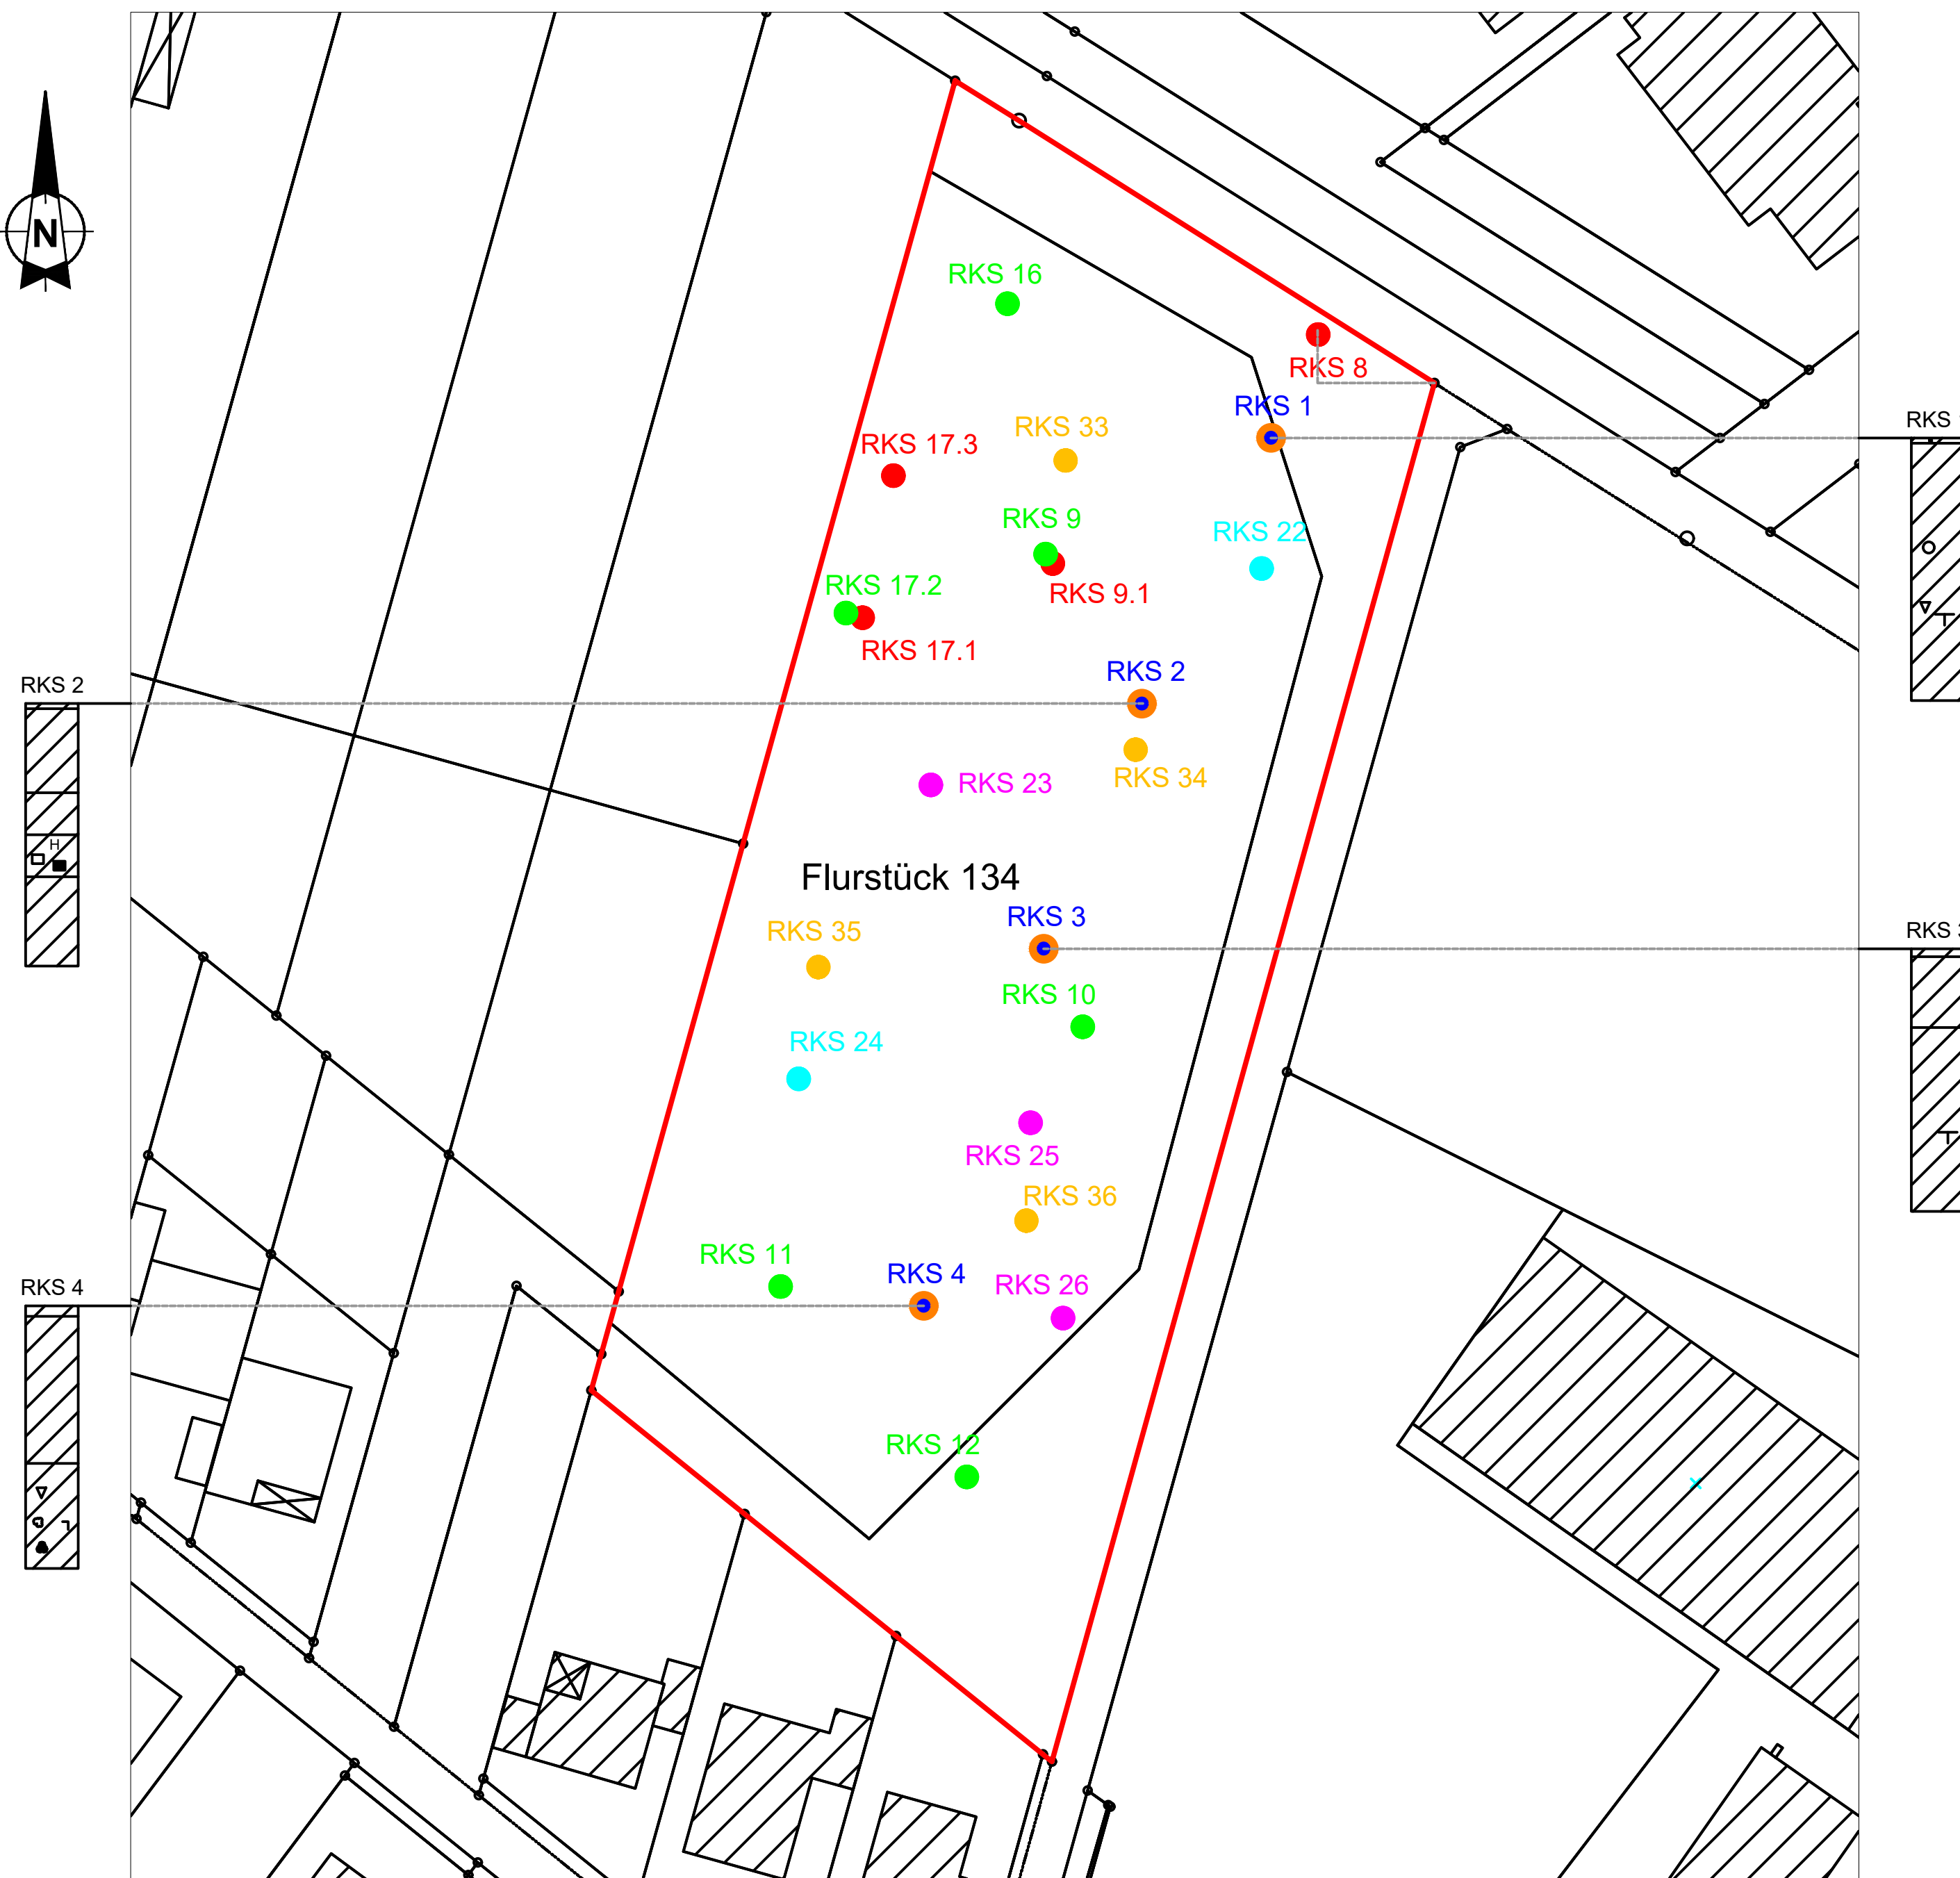 N
RKS 16
RKS 8
RKS 1
RKS
RKS 33
RKS 17.3
RKS 9
RKS 22
RKS 17.2
RKS 9.1
RKS 17.1
RKS 2
RKS 2
RKS 34
RKS 23
H
Flurstück 134
RKS 3
RKS 35
RKS
RKS 10
RKS 24
RKS 25
RKS 36
RKS 11
RKS 4
RKS 26
RKS 4
RKS 12